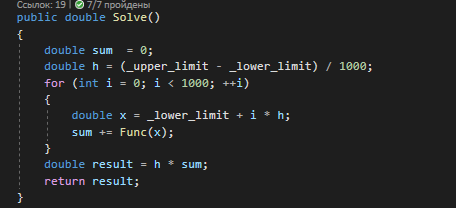 Ссылок: 19 | 7/7 пройдены
public double Solve()
{
double sum  = 0;
double h = (_upper_limit - _lower_limit) / 1000;
for (int i = 0; i < 1000; ++i)
{
double x = _lower_limit + i * h;
sum += Func(x);
}
double result = h * sum;
return result;
}